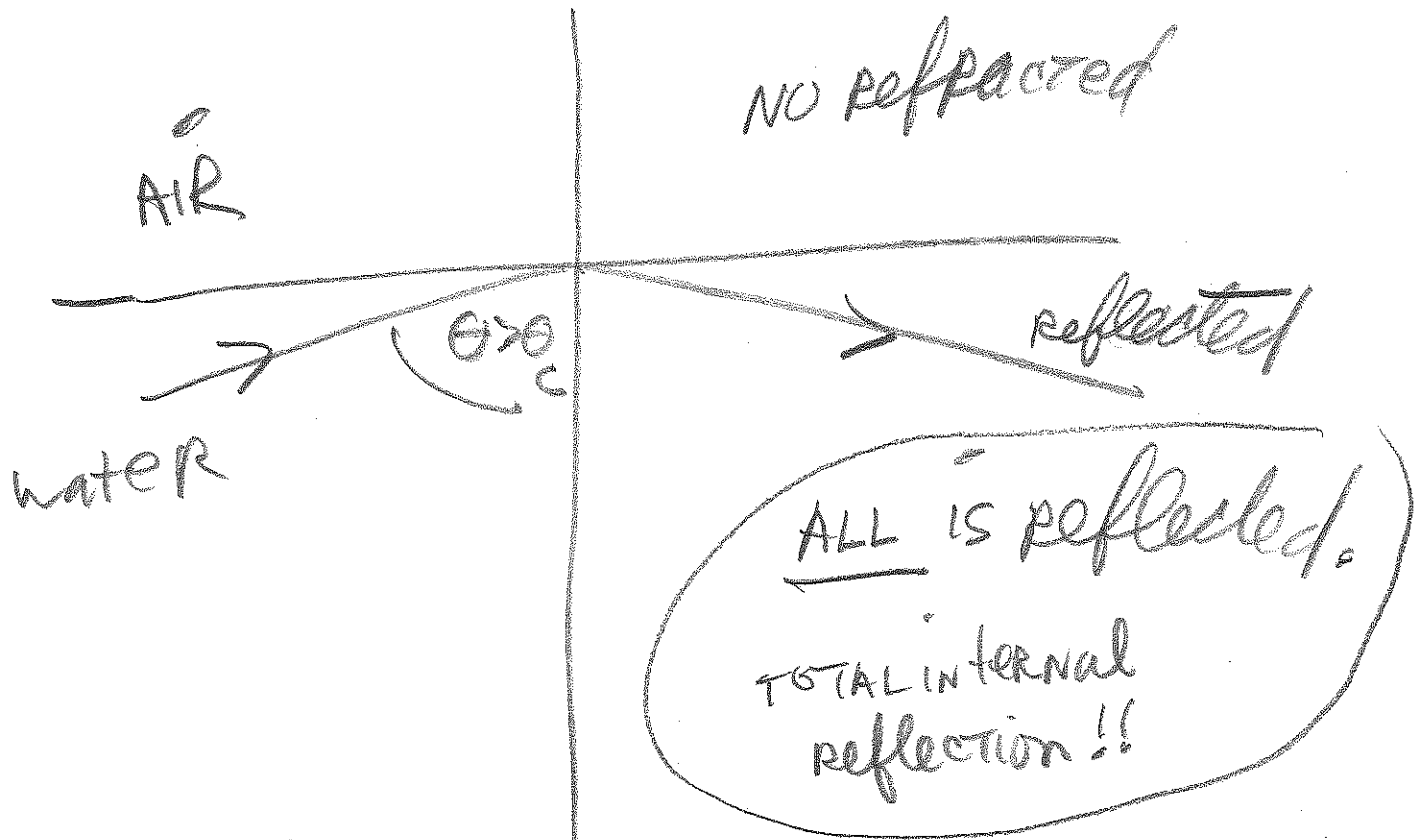 NO Refracted
AIR
θ>θc
Reflected
water
ALL is Reflected.
TOTAL internal
Reflection!!